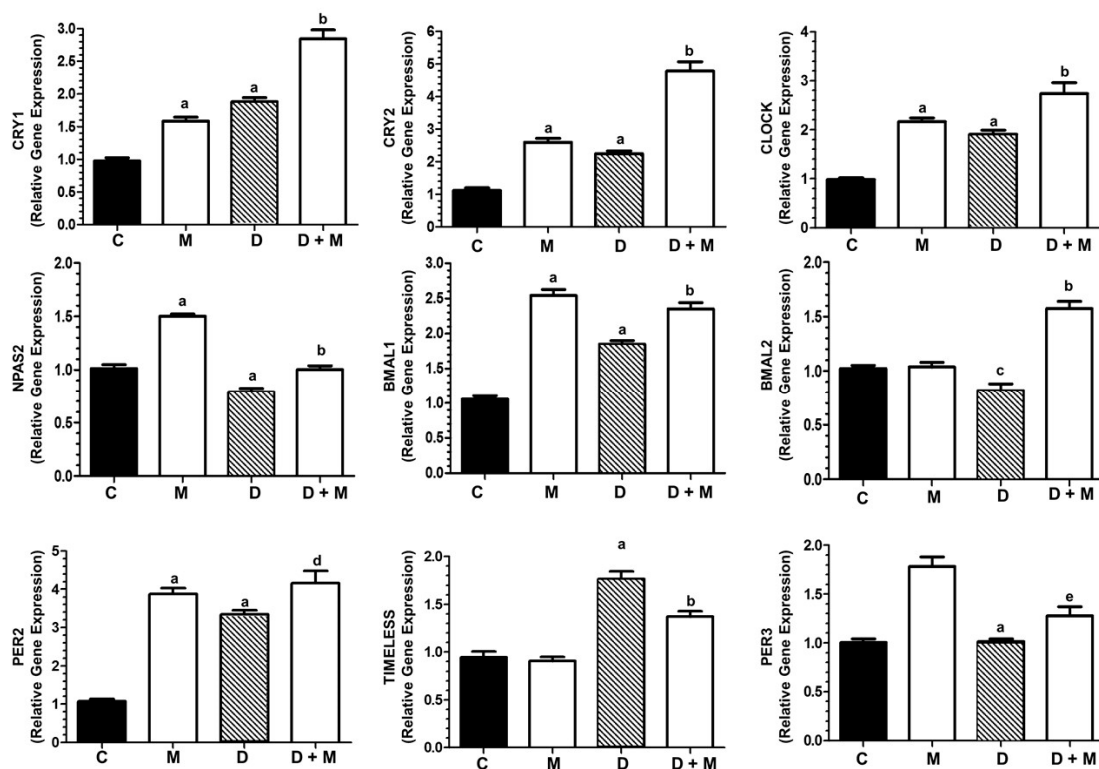 CRY1
(Relative Gene Expression)
3.0
2.5
2.0
1.5
1.0
0.5
0.0
a
a
b
C M D D + M
CRY2
(Relative Gene Expression)
6
5
4
3
2
1
0
a
a
b
C M D D + M
CLOCK
(Relative Gene Expression)
4
3
2
1
0
a
a
b
C M D D + M
NPAS2
(Relative Gene Expression)
2.0
1.5
1.0
0.5
0.0
a
a
b
C M D D + M
BMAL1
(Relative Gene Expression)
3.0
2.5
2.0
1.5
1.0
0.5
0.0
a
a
b
C M D D + M
BMAL2
(Relative Gene Expression)
2.0
1.5
1.0
0.5
0.0
c
b
C M D D + M
PER2
(Relative Gene Expression)
5
4
3
2
1
0
a
a
d
C M D D + M
TIMELESS
(Relative Gene Expression)
2.0
1.5
1.0
0.5
0.0
a
b
C M D D + M
PER3
(Relative Gene Expression)
2.0
1.5
1.0
0.5
0.0
a
e
C M D D + M